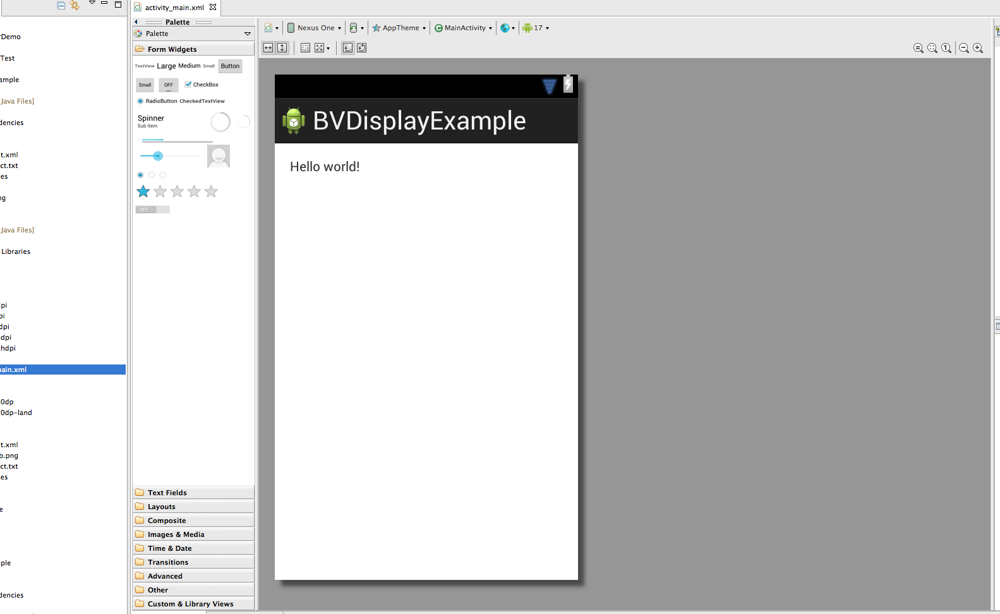 activity_main.xml
Demo
Test
ample
Java Files]
dencies
t.xml
ct.txt
es
ng
Java Files]
Libraries
dpi
pi
dpi
dpi
hdpi
main.xml
0dp
0dp-land
t.xml
b.png
ct.txt
es
e
ple
dencies
Palette
Palette
Form Widgets
TextView Large Medium Small Button
Small OFF CheckBox
RadioButton CheckedTextView
Spinner
Sub Item
OFF
Text Fields
Layouts
Composite
Images & Media
Time & Date
Transitions
Advanced
Other
Custom & Library Views
Nexus One AppTheme MainActivity 17
BVDisplayExample
Hello world!